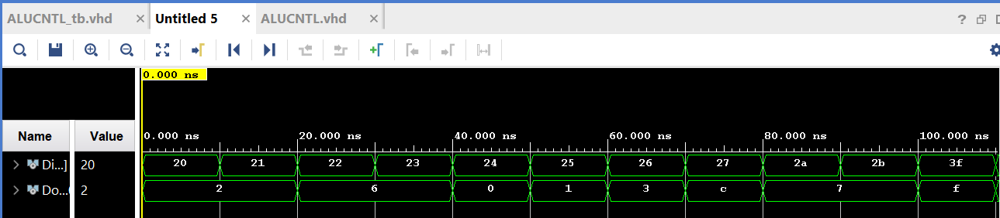 ALUCNTL_tb.vhd × Untitled 5 × ALUCNTL.vhd × ?
0.000 ns
0.000 ns 20.000 ns 40.000 ns 60.000 ns 80.000 ns 100.000 ns
Name Value
Di...] 20 20 21 22 23 24 25 26 27 2a 2b 3f
Do...( 2 2 6 0 1 3 c 7 f